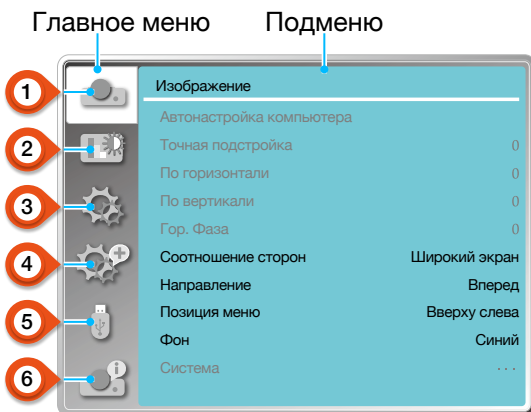 Главное меню Подменю
1
Изображение
Автонастройка компьютера
2
Точная подстройка 0
По горизонтали 0
3
По вертикали 0
Гор. Фаза 0
4
Соотношение сторон Широкий экран
Направление Вперед
5
Позиция меню Вверху слева
Фон Синий
6
Система ...